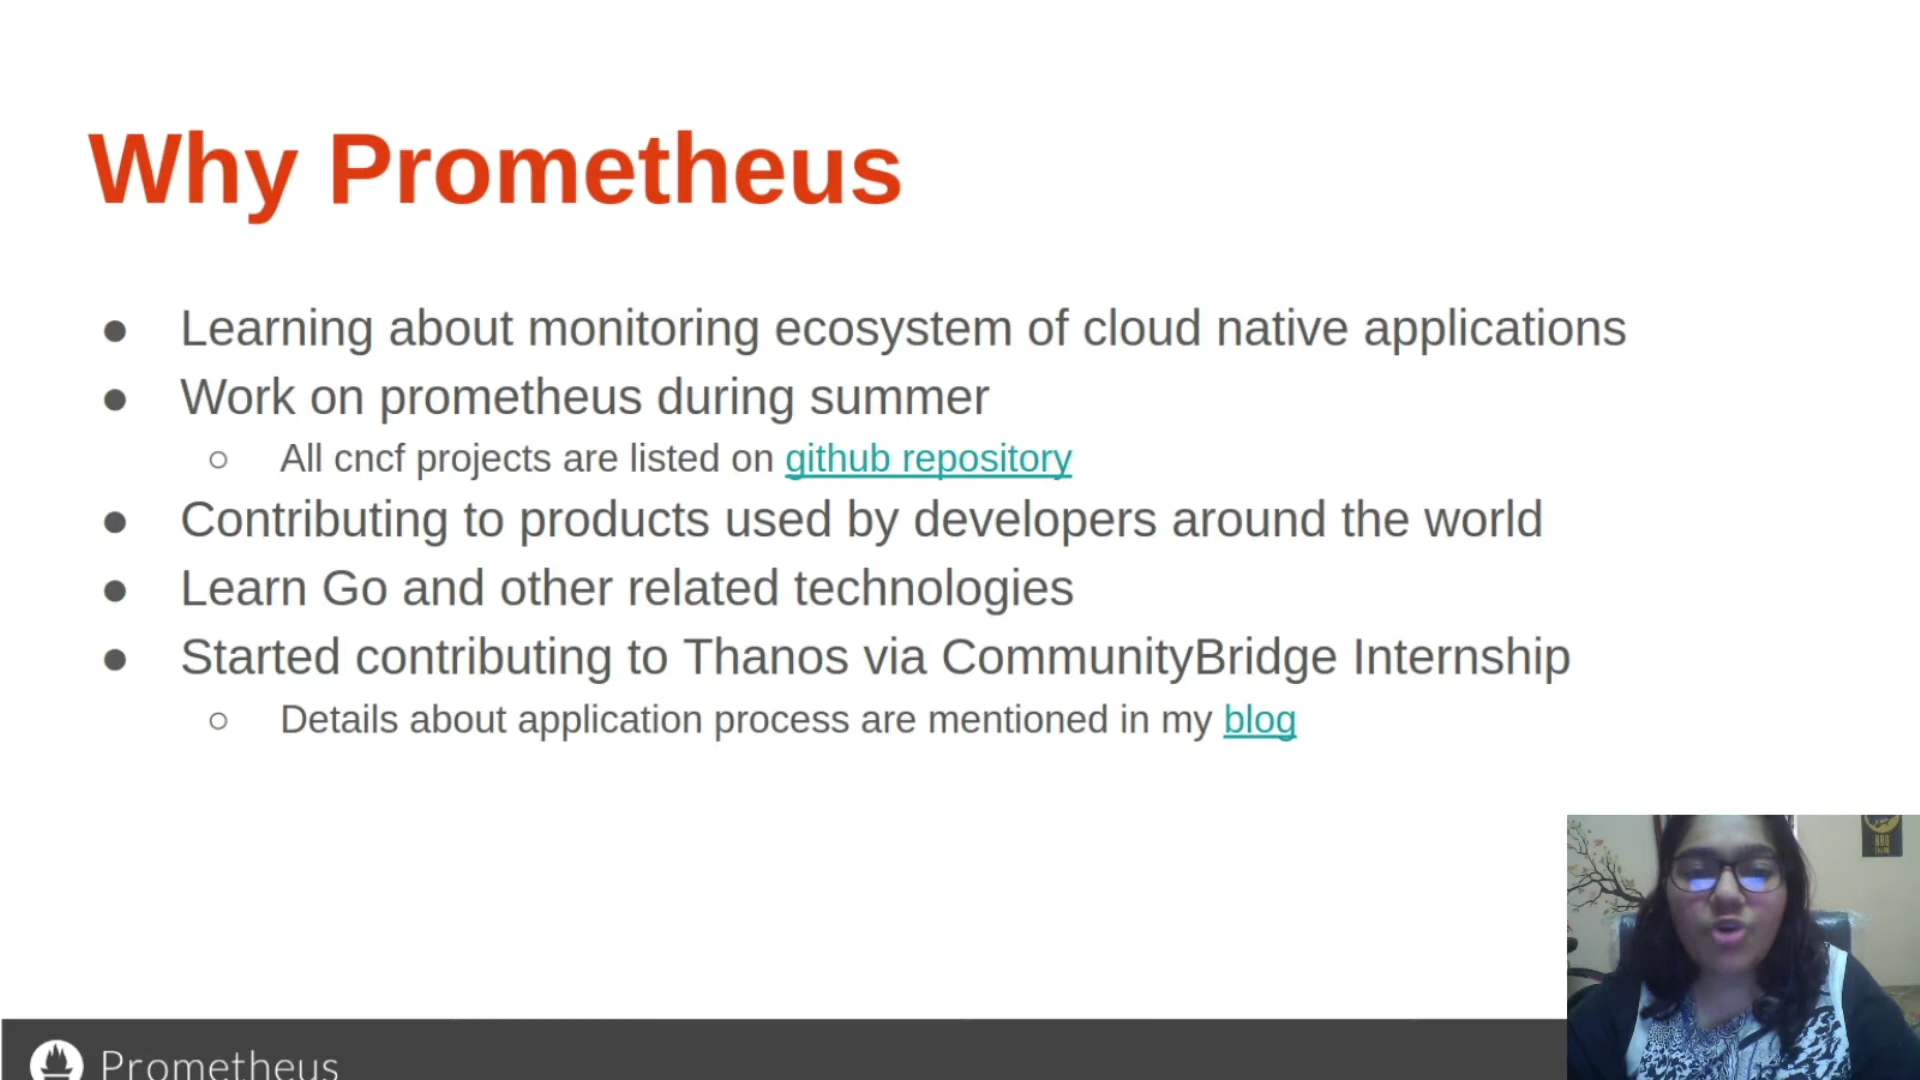 Why Prometheus
● Learning about monitoring ecosystem of cloud native applications
● Work on prometheus during summer
○ All cncf projects are listed on github repository
● Contributing to products used by developers around the world
● Learn Go and other related technologies
● Started contributing to Thanos via CommunityBridge Internship
○ Details about application process are mentioned in my blog
Prometheus